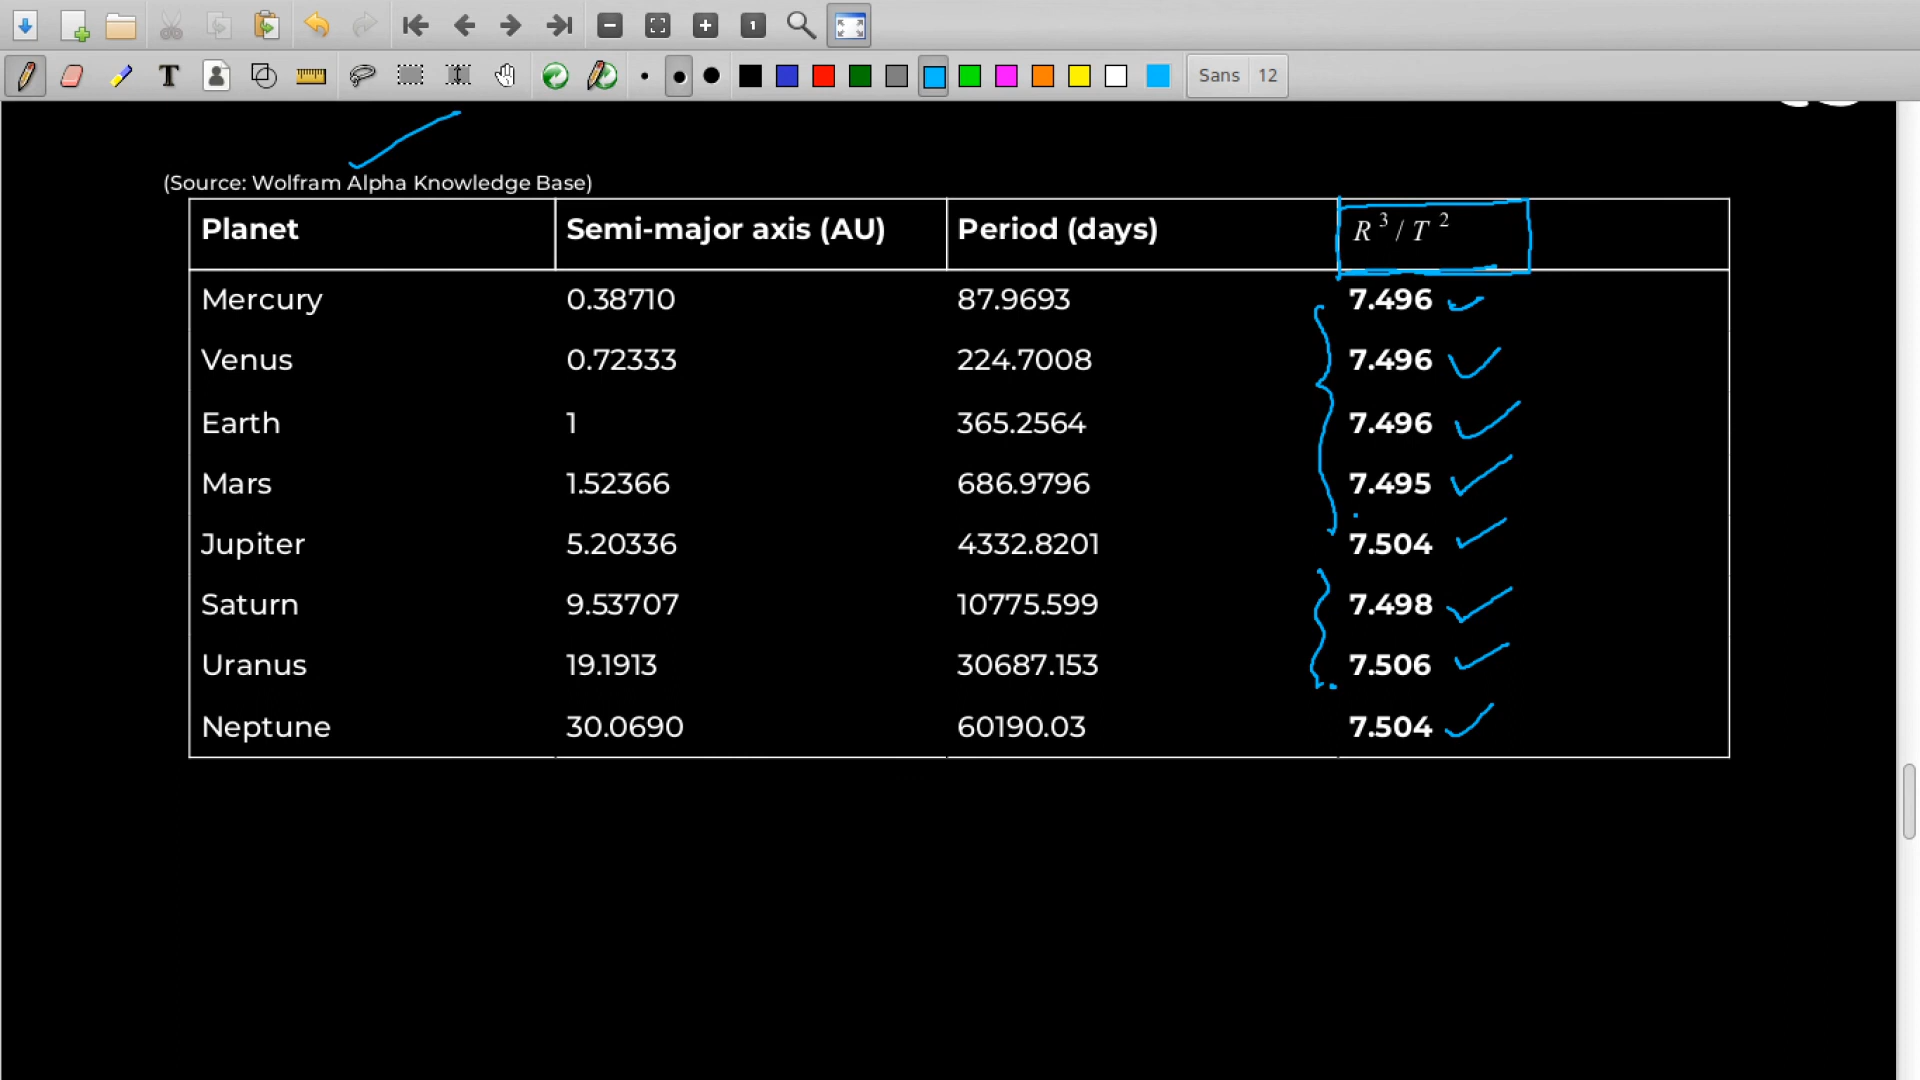 1
T
Sans 12
(Source: Wolfram Alpha Knowledge Base)
Planet Semi-major axis (AU) Period (days) R³/T²
Mercury 0.38710 87.9693 7.496
Venus 0.72333 224.7008 7.496
Earth 1 365.2564 7.496
Mars 1.52366 686.9796 7.495
Jupiter 5.20336 4332.8201 7.504
Saturn 9.53707 10775.599 7.498
Uranus 19.1913 30687.153 7.506
Neptune 30.0690 60190.03 7.504